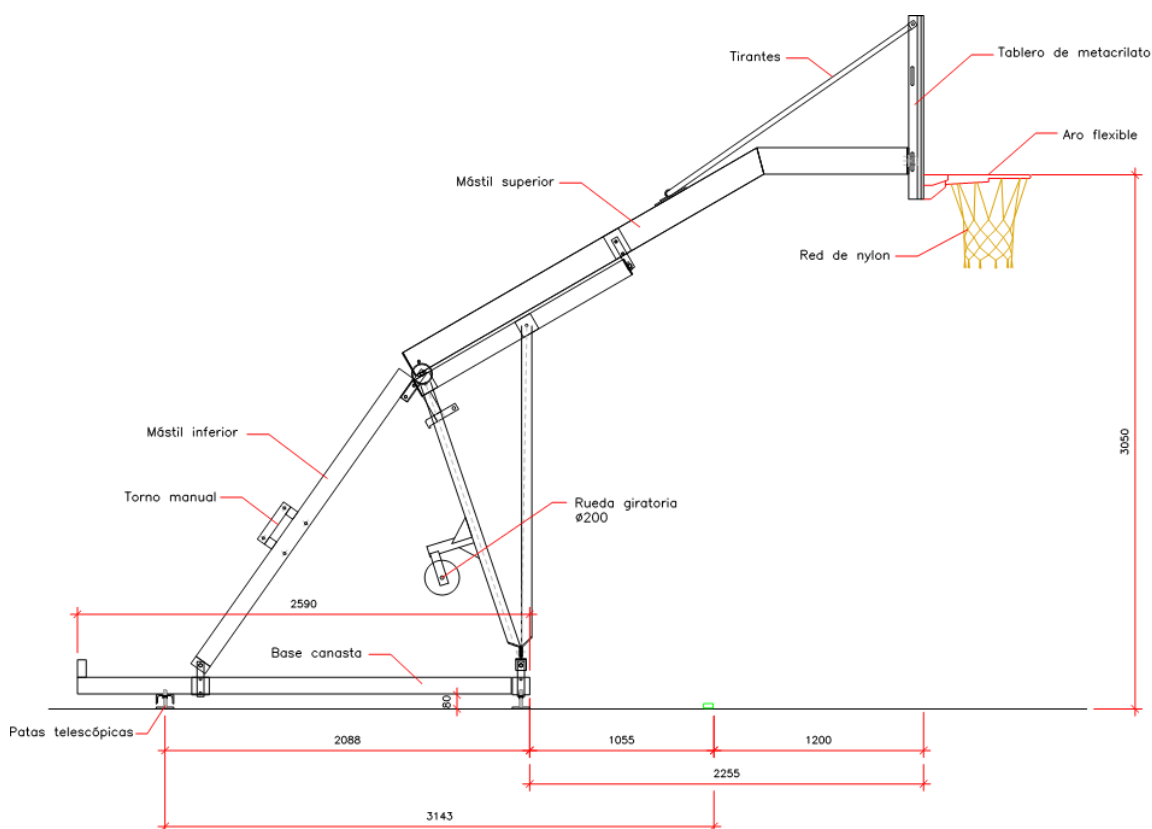 Tirantes
Tablero de metacrilato
Aro flexible
Mástil superior
Red de nylon
Mástil inferior
3050
Torno manual
Rueda giratoria
ø200
2590
Base canasta
80
Patas telescópicas
2088
1055
1200
2255
3143